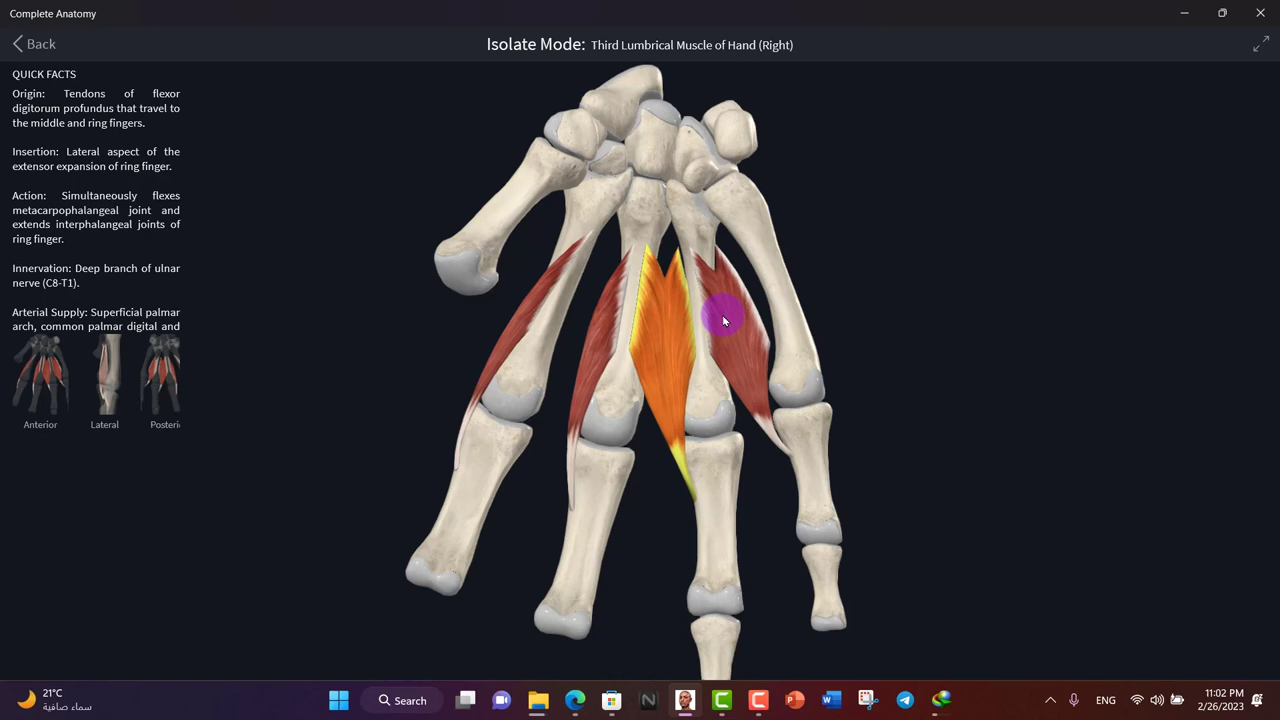 Complete Anatomy
Back
Isolate Mode: Third Lumbrical Muscle of Hand (Right)
QUICK FACTS
Origin: Tendons of flexor
digitorum profundus that travel to
the middle and ring fingers.
Insertion: Lateral aspect of the
extensor expansion of ring finger.
Action: Simultaneously flexes
metacarpophalangeal joint and
extends interphalangeal joints of
ring finger.
Innervation: Deep branch of ulnar
nerve (C8-T1).
Arterial Supply: Superficial palmar
arch, common palmar digital and
Anterior
Lateral
Posteri
21°C
سماء صافية
Search
ENG
11:02 PM
2/26/2023